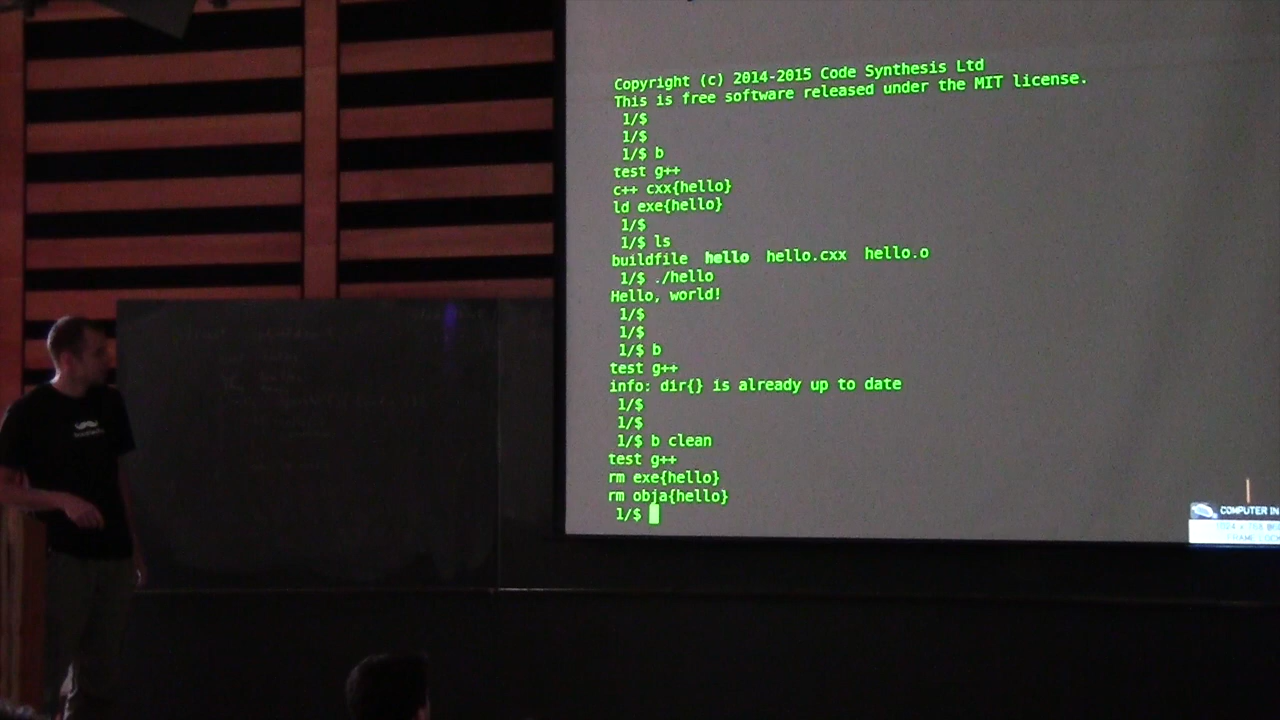 Copyright (c) 2014-2015 Code Synthesis Ltd
This is free software released under the MIT license.
1/$
1/$
1/$ b
test g++
c++ cxx{hello}
ld exe{hello}
1/$
1/$ ls
buildfile hello hello.cxx hello.o
1/$ ./hello
Hello, world!
1/$
1/$
1/$ b
test g++
info: dir{} is already up to date
1/$
1/$
1/$ b clean
test g++
rm exe{hello}
rm obja{hello}
1/$
COMPUTER IN